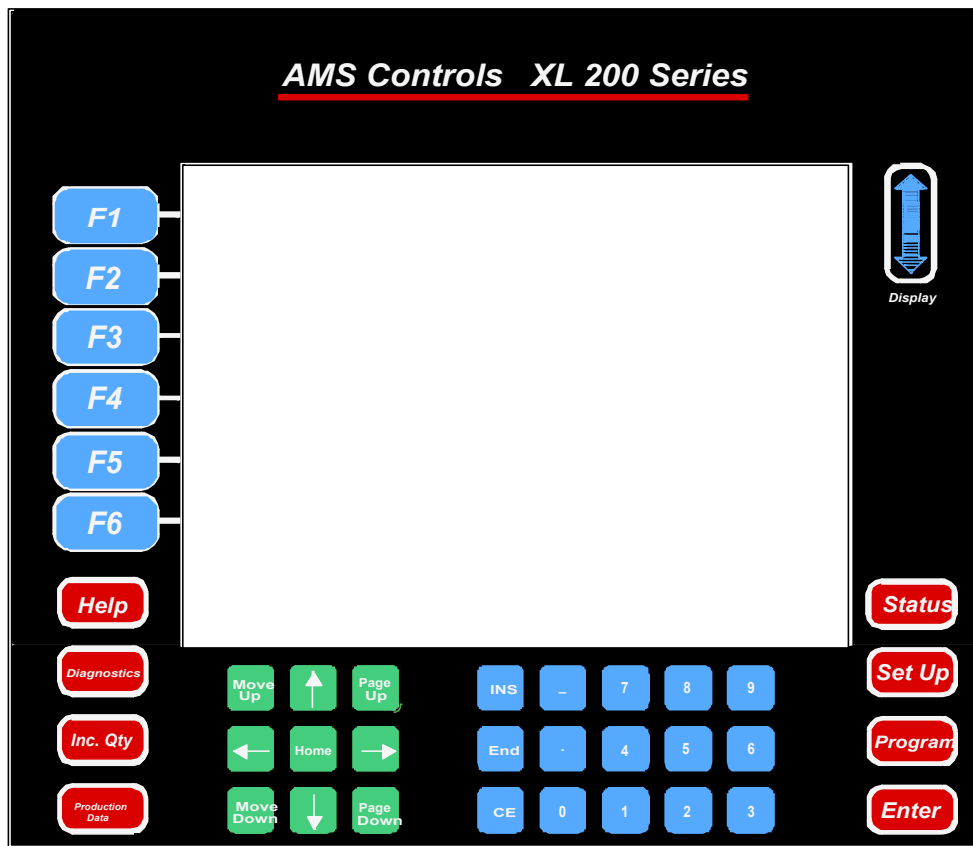 AMS Controls XL 200 Series
F1
F2
F3
F4
F5
F6
Display
Help
Diagnostics
Inc. Qty
Production
Data
Move
Up
Page
Up
Home
Move
Down
Page
Down
INS _ 7 8 9
End . 4 5 6
CE 0 1 2 3
Status
Set Up
Program
Enter